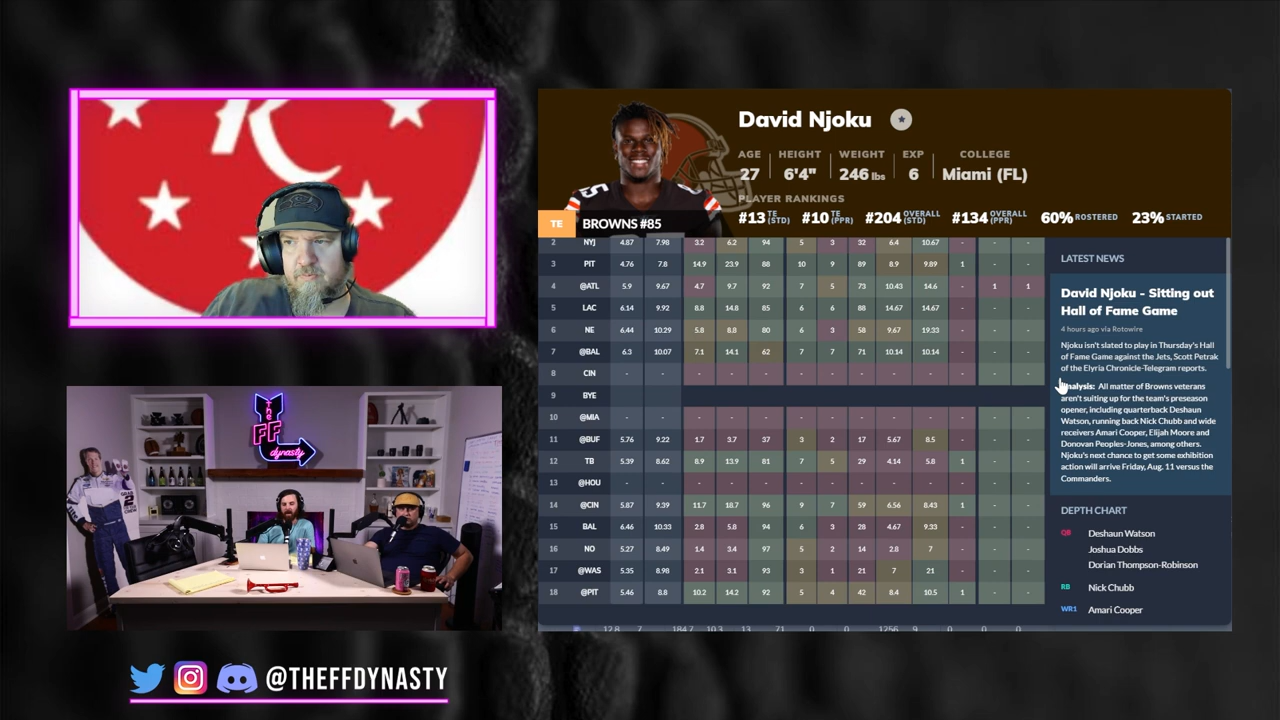 the
FF
dynasty
@THEFFDYNASTY
David Njoku
AGE HEIGHT WEIGHT EXP COLLEGE
27 6'4" 246 lbs 6 Miami (FL)
PLAYER RANKINGS
#13 TE (STD) #10 TE (PPR) #204 OVERALL (STD) #134 OVERALL (PPR) 60% ROSTERED 23% STARTED
TE BROWNS #85
2 NYJ 4.87 7.98 3.2 6.2 94 5 3 32 6.4 10.67 - - -
3 PIT 4.76 7.8 14.9 23.9 88 10 9 89 8.9 9.89 1 - -
4 @ATL 5.9 9.67 4.7 9.7 92 7 5 73 10.43 14.6 - 1 1
5 LAC 6.14 9.92 8.8 14.8 85 6 6 88 14.67 14.67 - - -
6 NE 6.44 10.29 5.8 8.8 80 6 3 58 9.67 19.33 - - -
7 @BAL 6.3 10.07 7.1 14.1 62 7 7 71 10.14 10.14 - - -
8 CIN - - - - - - - - - - - - -
9 BYE
10 @MIA - - - - - - - - - - - - -
11 @BUF 5.76 9.22 1.7 3.7 37 3 2 17 5.67 8.5 - - -
12 TB 5.39 8.62 8.9 13.9 81 7 5 29 4.14 5.8 1 - -
13 @HOU - - - - - - - - - - - - -
14 @CIN 5.87 9.39 11.7 18.7 96 9 7 59 6.56 8.43 1 - -
15 BAL 6.46 10.33 2.8 5.8 94 6 3 28 4.67 9.33 - - -
16 NO 5.27 8.49 1.4 3.4 97 5 2 14 2.8 7 - - -
17 @WAS 5.35 8.98 2.1 3.1 93 3 1 21 7 21 - - -
18 @PIT 5.46 8.8 10.2 14.2 92 5 4 42 8.4 10.5 1 - -
LATEST NEWS
David Njoku - Sitting out
Hall of Fame Game
4 hours ago via Rotowire
Njoku isn't slated to play in Thursday's Hall
of Fame Game against the Jets, Scott Petrak
of the Elyria Chronicle-Telegram reports.
Analysis: All matter of Browns veterans
aren't suiting up for the team's preseason
opener, including quarterback Deshaun
Watson, running back Nick Chubb and wide
receivers Amari Cooper, Elijah Moore and
Donovan Peoples-Jones, among others.
Njoku's next chance to get some exhibition
action will arrive Friday, Aug. 11 versus the
Commanders.
DEPTH CHART
QB Deshaun Watson
Joshua Dobbs
Dorian Thompson-Robinson
RB Nick Chubb
WR1 Amari Cooper